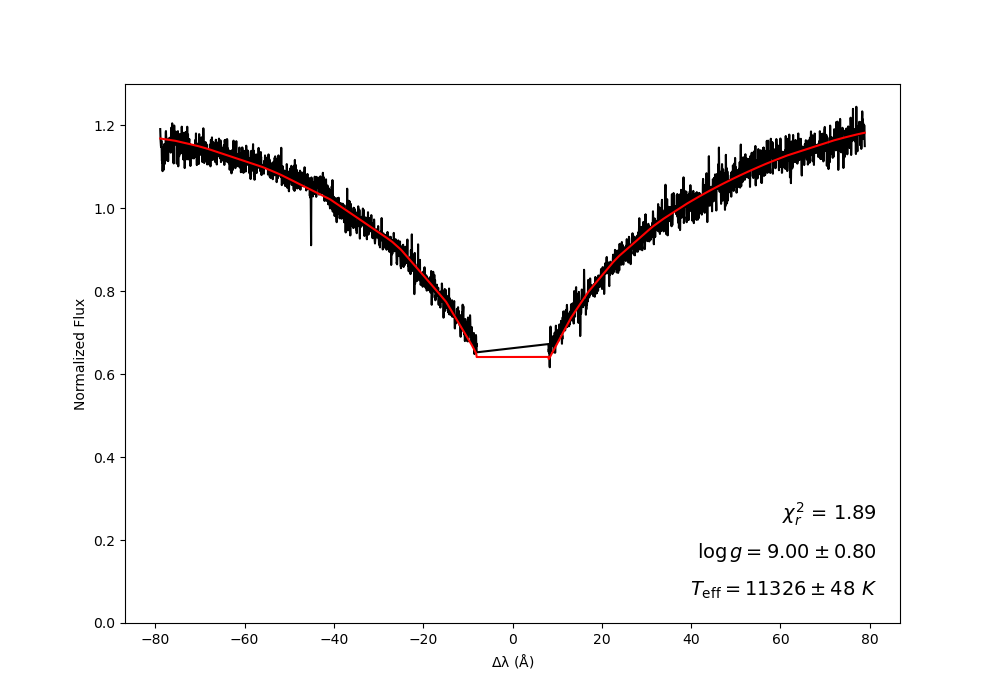 1.2
1.0
0.8
0.6
0.4
0.2
0.0
Normalized Flux
χ²ᵣ = 1.89
log g = 9.00 ± 0.80
T_eff = 11326 ± 48 K
−80 −60 −40 −20 0 20 40 60 80
Δλ (Å)